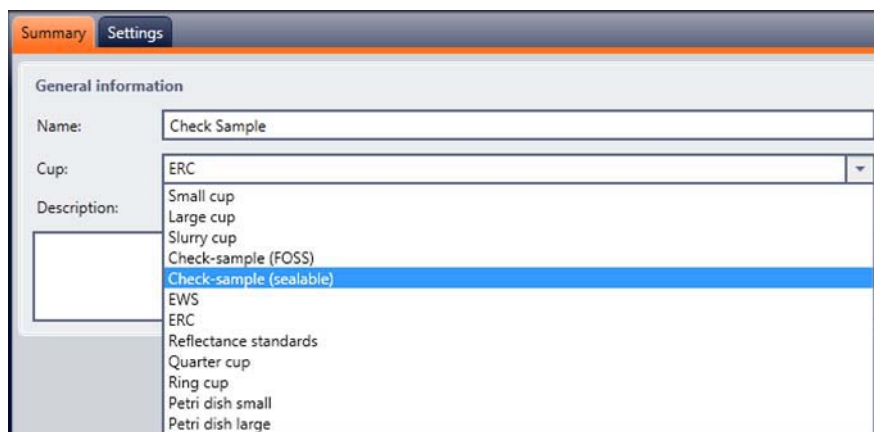 Summary Settings
General information
Name: Check Sample
Cup: ERC
Description:
Small cup
Large cup
Slurry cup
Check-sample (FOSS)
Check-sample (sealable)
EWS
ERC
Reflectance standards
Quarter cup
Ring cup
Petri dish small
Petri dish large